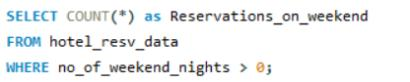 SELECT COUNT(*) as Reservations_on_weekend
FROM hotel_resv_data
WHERE no_of_weekend_nights > 0;